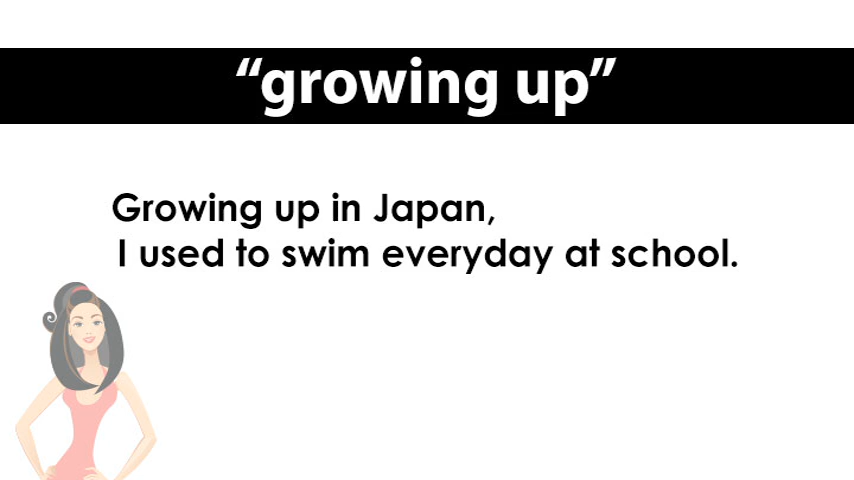 “growing up”
Growing up in Japan,
I used to swim everyday at school.